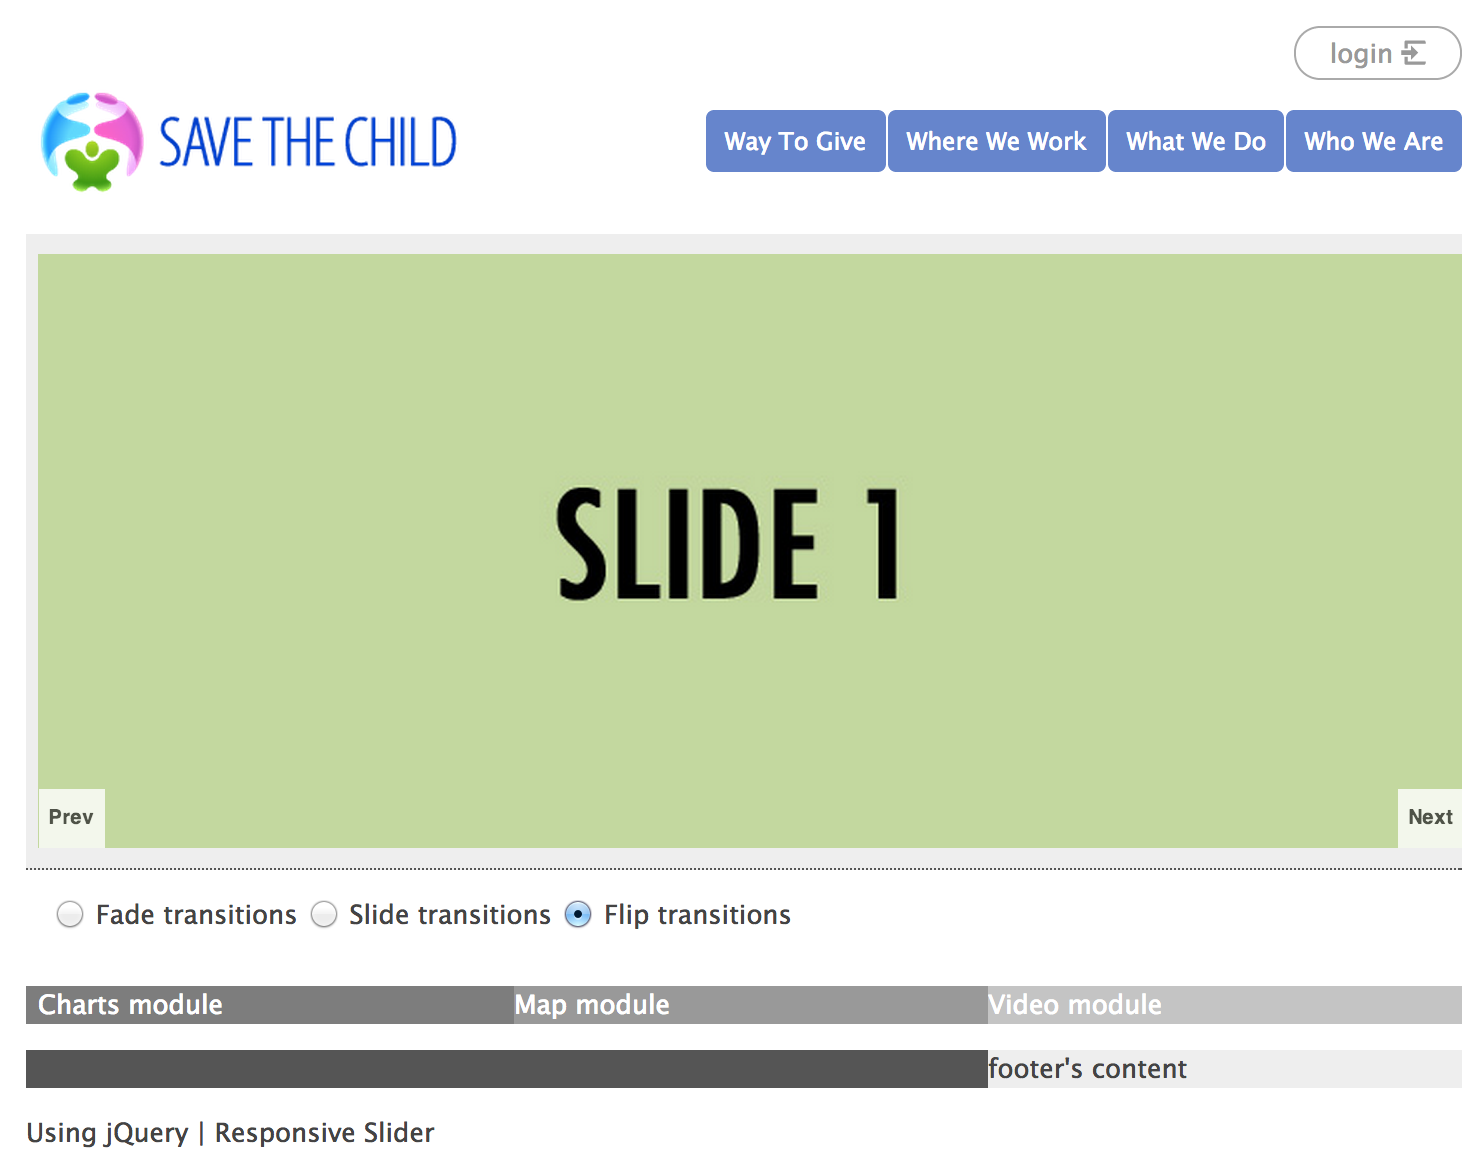 login
SAVE THE CHILD
Way To Give Where We Work What We Do Who We Are
SLIDE 1
Prev Next
Fade transitions Slide transitions Flip transitions
Charts module Map module Video module
footer's content
Using jQuery | Responsive Slider